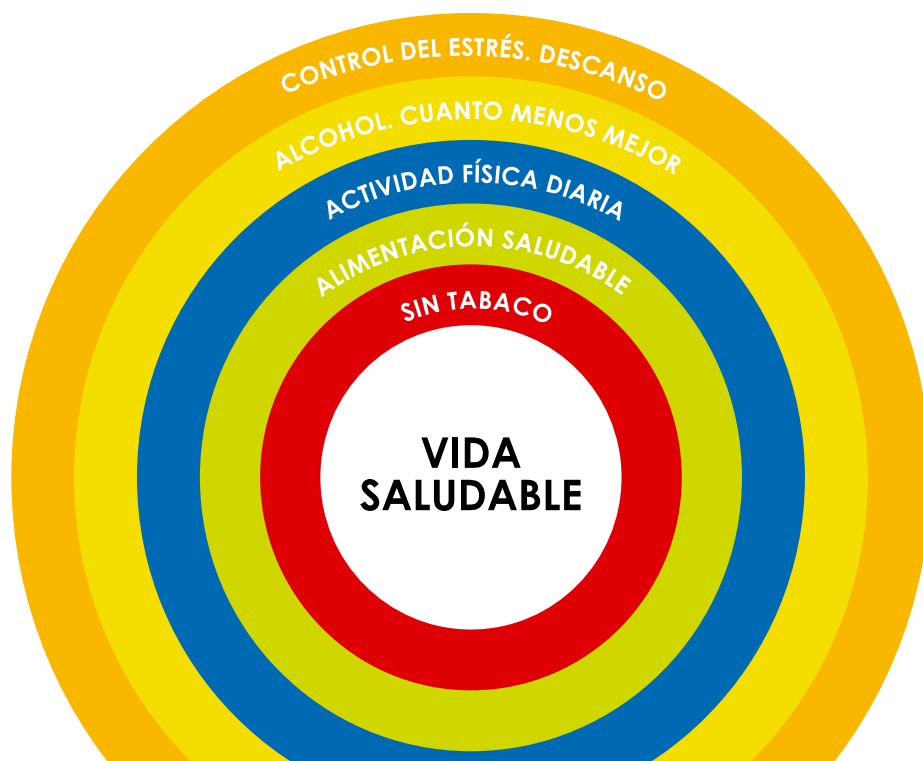 CONTROL DEL ESTRÉS. DESCANSO
ALCOHOL. CUANTO MENOS MEJOR
ACTIVIDAD FÍSICA DIARIA
ALIMENTACIÓN SALUDABLE
SIN TABACO
VIDA
SALUDABLE